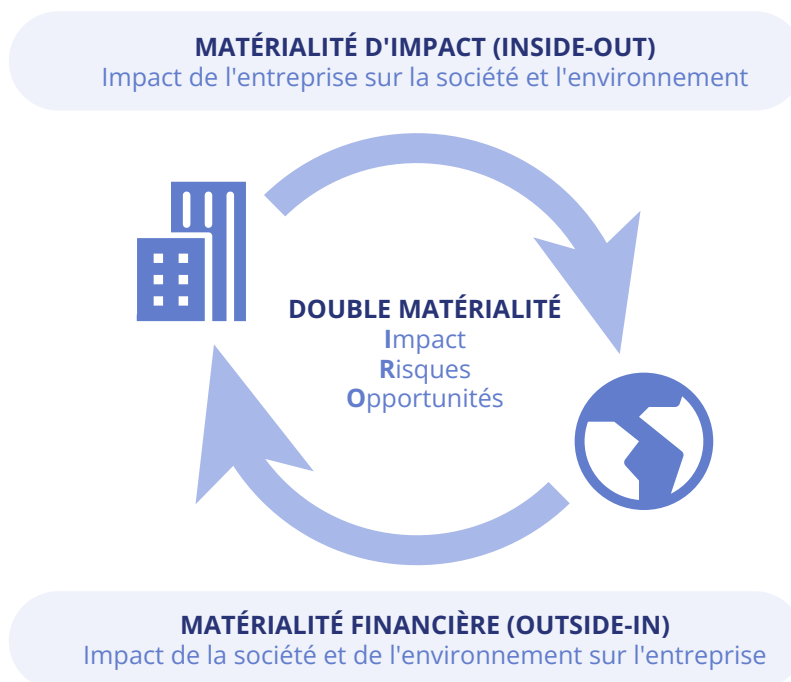 MATÉRIALITÉ D'IMPACT (INSIDE-OUT)
Impact de l'entreprise sur la société et l'environnement
DOUBLE MATÉRIALITÉ
Impact
Risques
Opportunités
MATÉRIALITÉ FINANCIÈRE (OUTSIDE-IN)
Impact de la société et de l'environnement sur l'entreprise